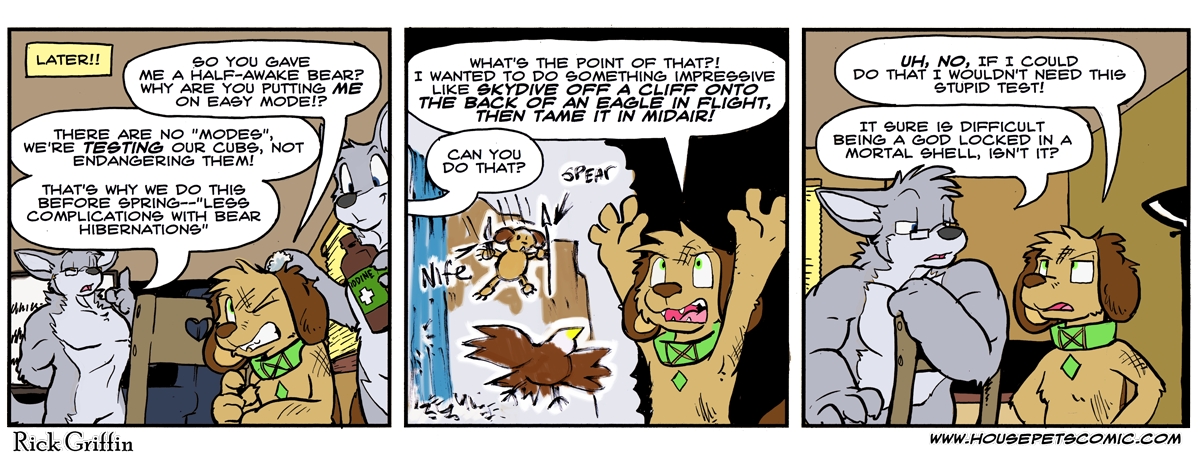 LATER!!
SO YOU GAVE
ME A HALF-AWAKE BEAR?
WHY ARE YOU PUTTING ME
ON EASY MODE!?
THERE ARE NO "MODES",
WE'RE TESTING OUR CUBS, NOT
ENDANGERING THEM!
THAT'S WHY WE DO THIS
BEFORE SPRING--"LESS
COMPLICATIONS WITH BEAR
HIBERNATIONS"
IODINE
WHAT'S THE POINT OF THAT?!
I WANTED TO DO SOMETHING IMPRESSIVE
LIKE SKYDIVE OFF A CLIFF ONTO
THE BACK OF AN EAGLE IN FLIGHT,
THEN TAME IT IN MIDAIR!
CAN YOU
DO THAT?
SPEAR
NIFE
UH, NO, IF I COULD
DO THAT I WOULDN'T NEED THIS
STUPID TEST!
IT SURE IS DIFFICULT
BEING A GOD LOCKED IN A
MORTAL SHELL, ISN'T IT?
Rick Griffin
WWW.HOUSEPETSCOMIC.COM